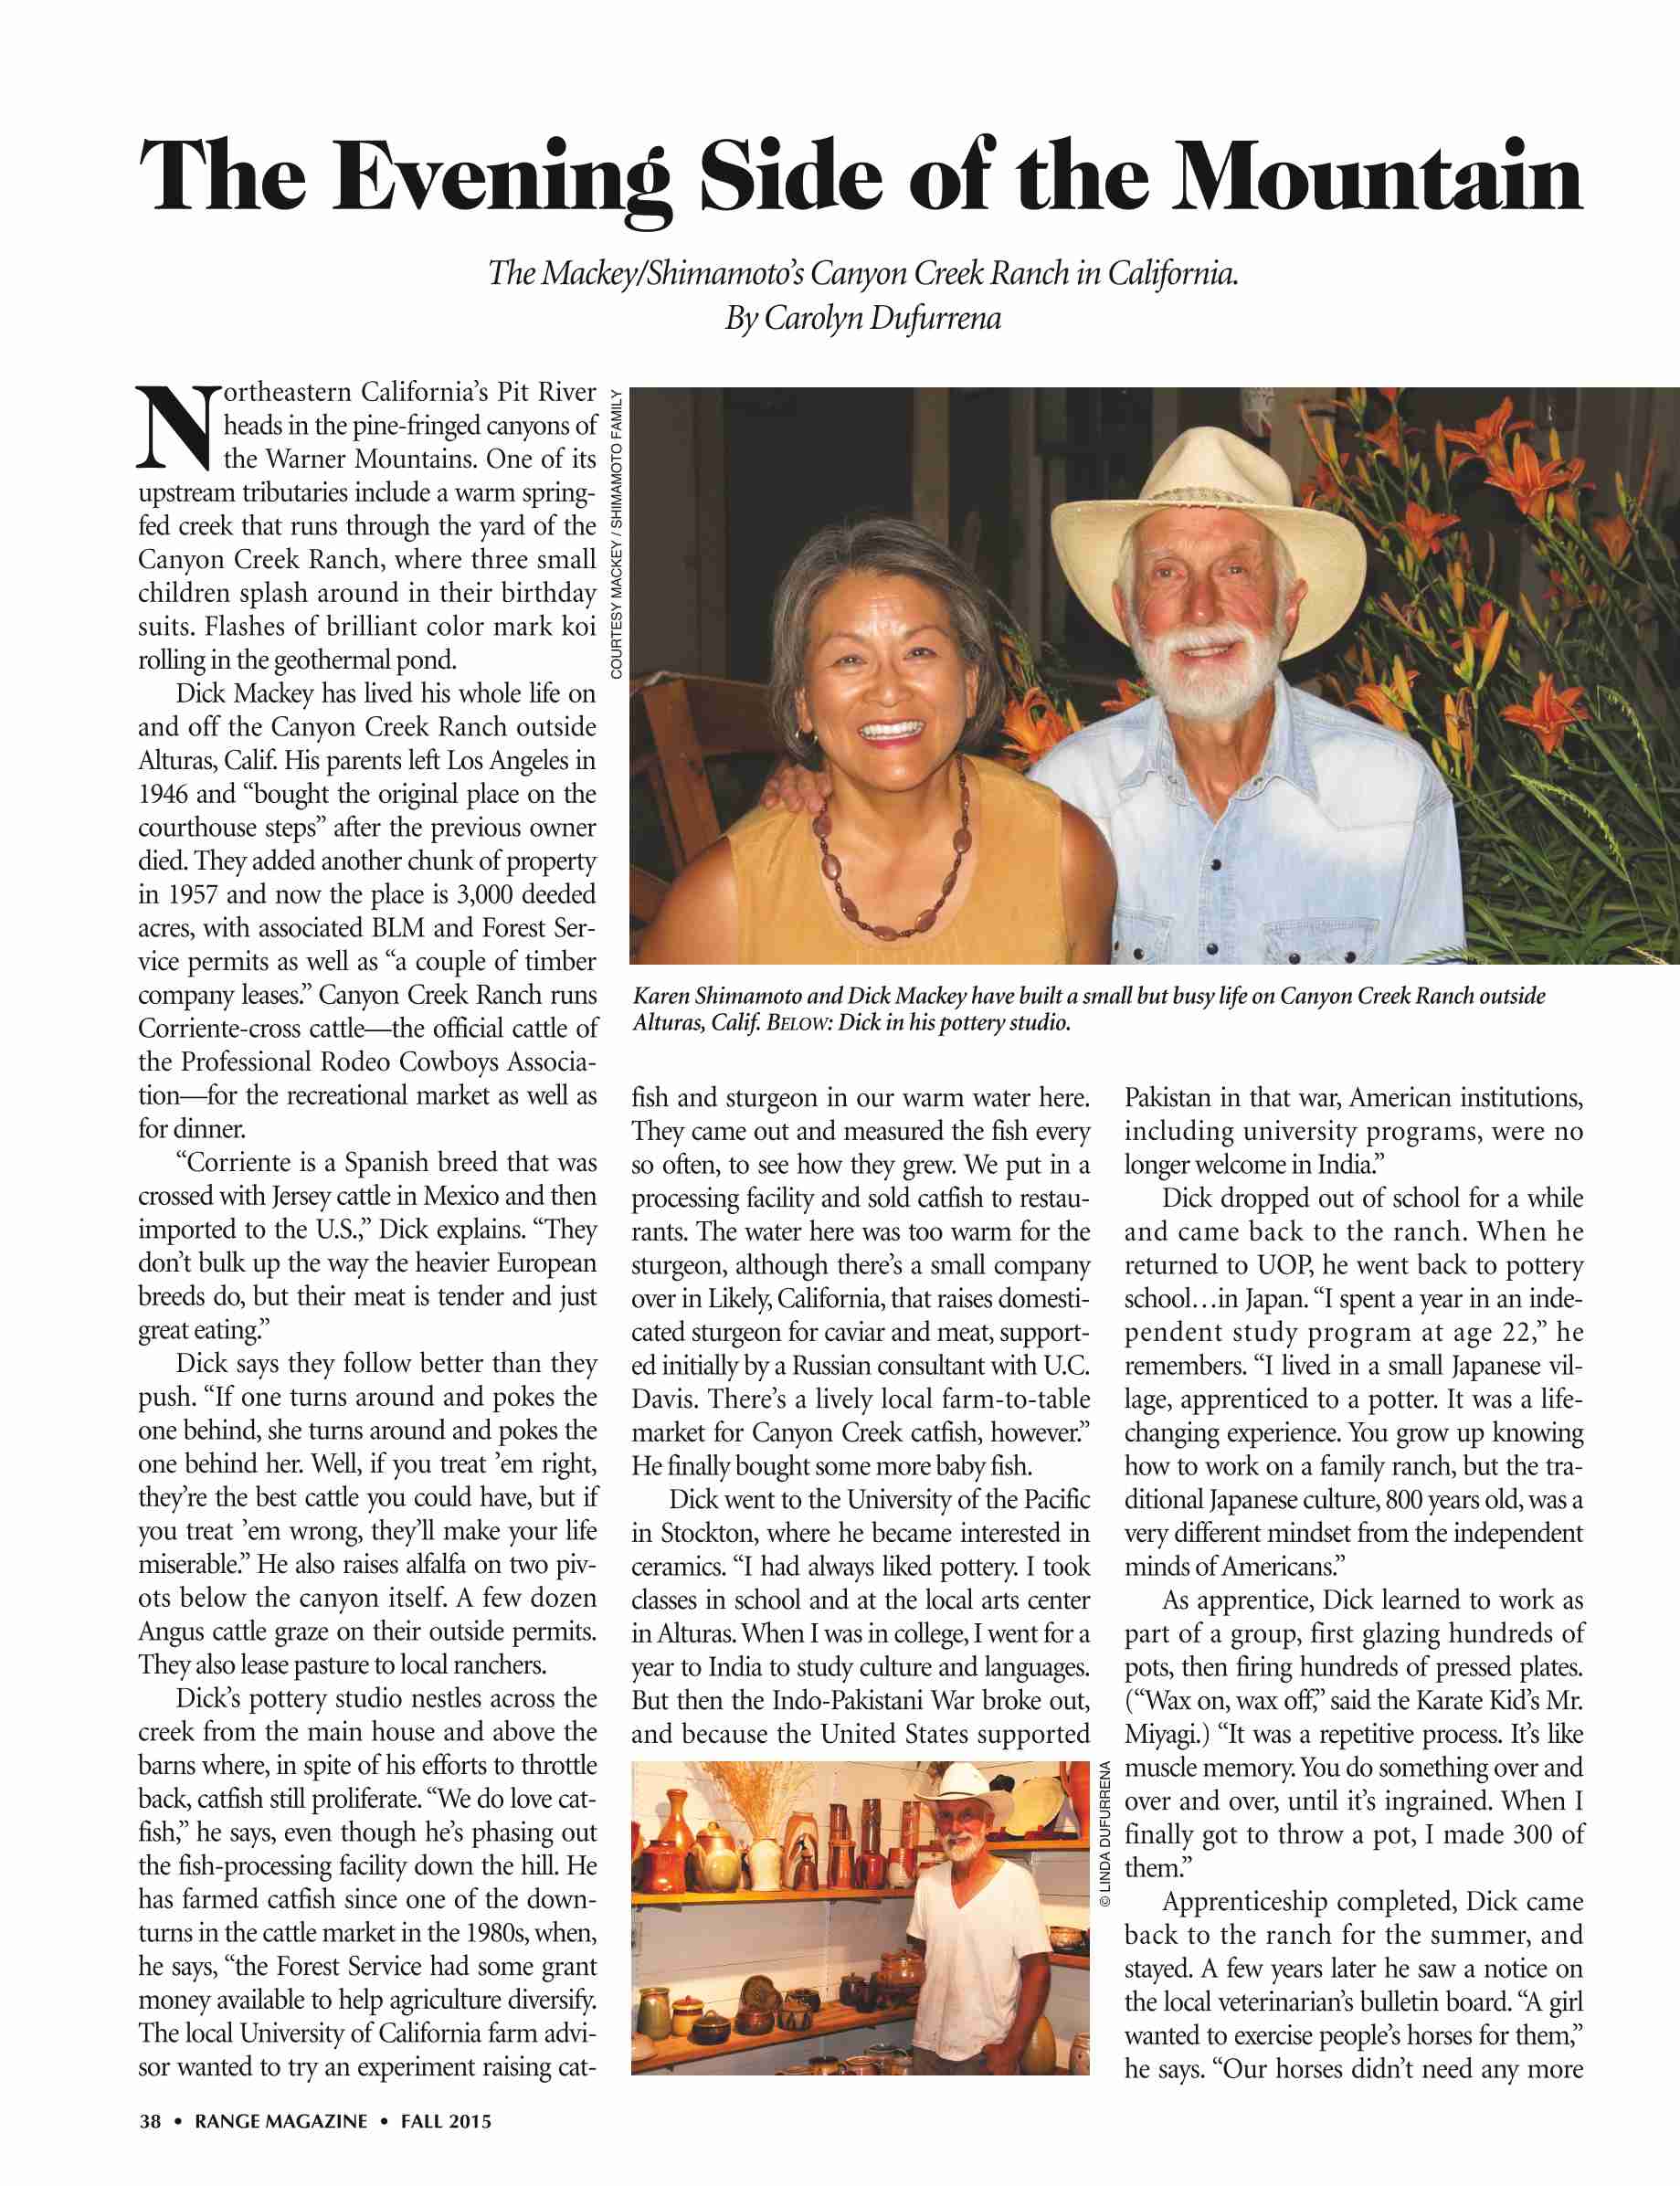 The Evening Side of the Mountain
The Mackey/Shimamoto's Canyon Creek Ranch in California.
By Carolyn Dufurrena
Northeastern California's Pit River
heads in the pine-fringed canyons of
the Warner Mountains. One of its
upstream tributaries include a warm spring-
fed creek that runs through the yard of the
Canyon Creek Ranch, where three small
children splash around in their birthday
suits. Flashes of brilliant color mark koi
rolling in the geothermal pond.
Dick Mackey has lived his whole life on
and off the Canyon Creek Ranch outside
Alturas, Calif. His parents left Los Angeles in
1946 and “bought the original place on the
courthouse steps” after the previous owner
died. They added another chunk of property
in 1957 and now the place is 3,000 deeded
acres, with associated BLM and Forest Ser-
vice permits as well as “a couple of timber
company leases.” Canyon Creek Ranch runs
Corriente-cross cattle—the official cattle of
the Professional Rodeo Cowboys Associa-
tion—for the recreational market as well as
for dinner.
“Corriente is a Spanish breed that was
crossed with Jersey cattle in Mexico and then
imported to the U.S.,” Dick explains. “They
don't bulk up the way the heavier European
breeds do, but their meat is tender and just
great eating.”
Dick says they follow better than they
push. “If one turns around and pokes the
one behind, she turns around and pokes the
one behind her. Well, if you treat ’em right,
they're the best cattle you could have, but if
you treat ’em wrong, they'll make your life
miserable.” He also raises alfalfa on two piv-
ots below the canyon itself. A few dozen
Angus cattle graze on their outside permits.
They also lease pasture to local ranchers.
Dick's pottery studio nestles across the
creek from the main house and above the
barns where, in spite of his efforts to throttle
back, catfish still proliferate. “We do love cat-
fish,” he says, even though he's phasing out
the fish-processing facility down the hill. He
has farmed catfish since one of the down-
turns in the cattle market in the 1980s, when,
he says, “the Forest Service had some grant
money available to help agriculture diversify.
The local University of California farm advi-
sor wanted to try an experiment raising cat-
COURTESY MACKEY / SHIMAMOTO FAMILY
Karen Shimamoto and Dick Mackey have built a small but busy life on Canyon Creek Ranch outside
Alturas, Calif. BELOW: Dick in his pottery studio.
fish and sturgeon in our warm water here.
They came out and measured the fish every
so often, to see how they grew. We put in a
processing facility and sold catfish to restau-
rants. The water here was too warm for the
sturgeon, although there's a small company
over in Likely, California, that raises domesti-
cated sturgeon for caviar and meat, support-
ed initially by a Russian consultant with U.C.
Davis. There's a lively local farm-to-table
market for Canyon Creek catfish, however.”
He finally bought some more baby fish.
Dick went to the University of the Pacific
in Stockton, where he became interested in
ceramics. “I had always liked pottery. I took
classes in school and at the local arts center
in Alturas. When I was in college, I went for a
year to India to study culture and languages.
But then the Indo-Pakistani War broke out,
and because the United States supported
© LINDA DUFURRENA
Pakistan in that war, American institutions,
including university programs, were no
longer welcome in India.”
Dick dropped out of school for a while
and came back to the ranch. When he
returned to UOP, he went back to pottery
school…in Japan. “I spent a year in an inde-
pendent study program at age 22,” he
remembers. “I lived in a small Japanese vil-
lage, apprenticed to a potter. It was a life-
changing experience. You grow up knowing
how to work on a family ranch, but the tra-
ditional Japanese culture, 800 years old, was a
very different mindset from the independent
minds of Americans.”
As apprentice, Dick learned to work as
part of a group, first glazing hundreds of
pots, then firing hundreds of pressed plates.
(“Wax on, wax off,” said the Karate Kid's Mr.
Miyagi.) “It was a repetitive process. It's like
muscle memory. You do something over and
over and over, until it's ingrained. When I
finally got to throw a pot, I made 300 of
them.”
Apprenticeship completed, Dick came
back to the ranch for the summer, and
stayed. A few years later he saw a notice on
the local veterinarian's bulletin board. “A girl
wanted to exercise people's horses for them,”
he says. “Our horses didn't need any more
38 • RANGE MAGAZINE • FALL 2015